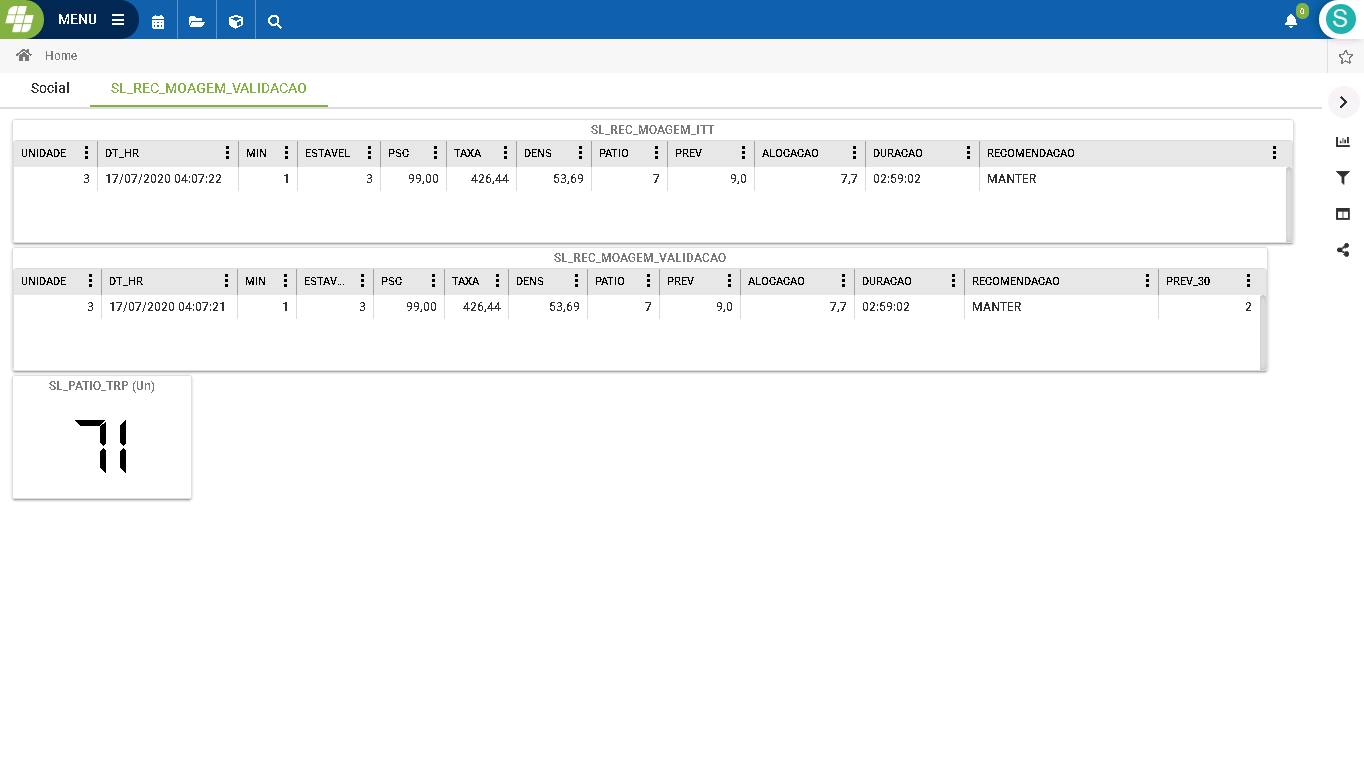 MENU
0
S
Home
Social SL_REC_MOAGEM_VALIDACAO
SL_REC_MOAGEM_ITT
UNIDADE DT_HR MIN ESTAVEL PSC TAXA DENS PATIO PREV ALOCACAO DURACAO RECOMENDACAO
3 17/07/2020 04:07:22 1 3 99,00 426,44 53,69 7 9,0 7,7 02:59:02 MANTER
SL_REC_MOAGEM_VALIDACAO
UNIDADE DT_HR MIN ESTAV... PSC TAXA DENS PATIO PREV ALOCACAO DURACAO RECOMENDACAO PREV_30
3 17/07/2020 04:07:21 1 3 99,00 426,44 53,69 7 9,0 7,7 02:59:02 MANTER 2
SL_PATIO_TRP (Un)
71